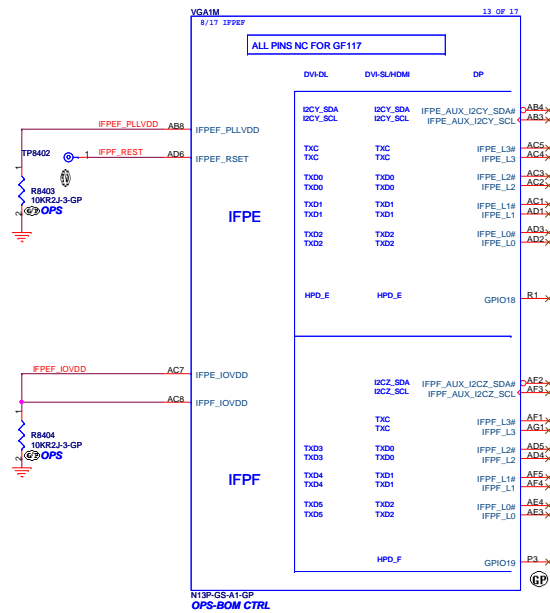 VGA1M 13 OF 17
8/17 IFPEF
ALL PINS NC FOR GF117
DVI-DL DVI-SL/HDMI DP
I2CY_SDA I2CY_SDA IFPE_AUX_I2CY_SDA# AB4
I2CY_SCL I2CY_SCL IFPE_AUX_I2CY_SCL AB3
IFPEF_PLLVDD AB8 IFPEF_PLLVDD
TXC TXC IFPE_L3# AC5
TXC TXC IFPE_L3 AC4
TP8402 1 IFPF_REST AD6 IFPEF_RSET
TXD0 TXD0 IFPE_L2# AC3
TXD0 TXD0 IFPE_L2 AC2
1
R8403
10KR2J-3-GP
2 OPS
TXD1 TXD1 IFPE_L1# AC1
TXD1 TXD1 IFPE_L1 AD1
IFPE
TXD2 TXD2 IFPE_L0# AD3
TXD2 TXD2 IFPE_L0 AD2
HPD_E HPD_E GPIO18 R1
IFPEF_IOVDD AC7 IFPE_IOVDD
I2CZ_SDA IFPF_AUX_I2CZ_SDA# AF2
I2CZ_SCL IFPF_AUX_I2CZ_SCL AF3
AC8 IFPF_IOVDD
TXC IFPF_L3# AF1
TXC IFPF_L3 AG1
1
R8404
10KR2J-3-GP
2 OPS
TXD3 TXD0 IFPF_L2# AD5
TXD3 TXD0 IFPF_L2 AD4
IFPF
TXD4 TXD1 IFPF_L1# AF5
TXD4 TXD1 IFPF_L1 AF4
TXD5 TXD2 IFPF_L0# AE4
TXD5 TXD2 IFPF_L0 AE3
HPD_F GPIO19 P3
GP
N13P-GS-A1-GP
OPS-BOM CTRL